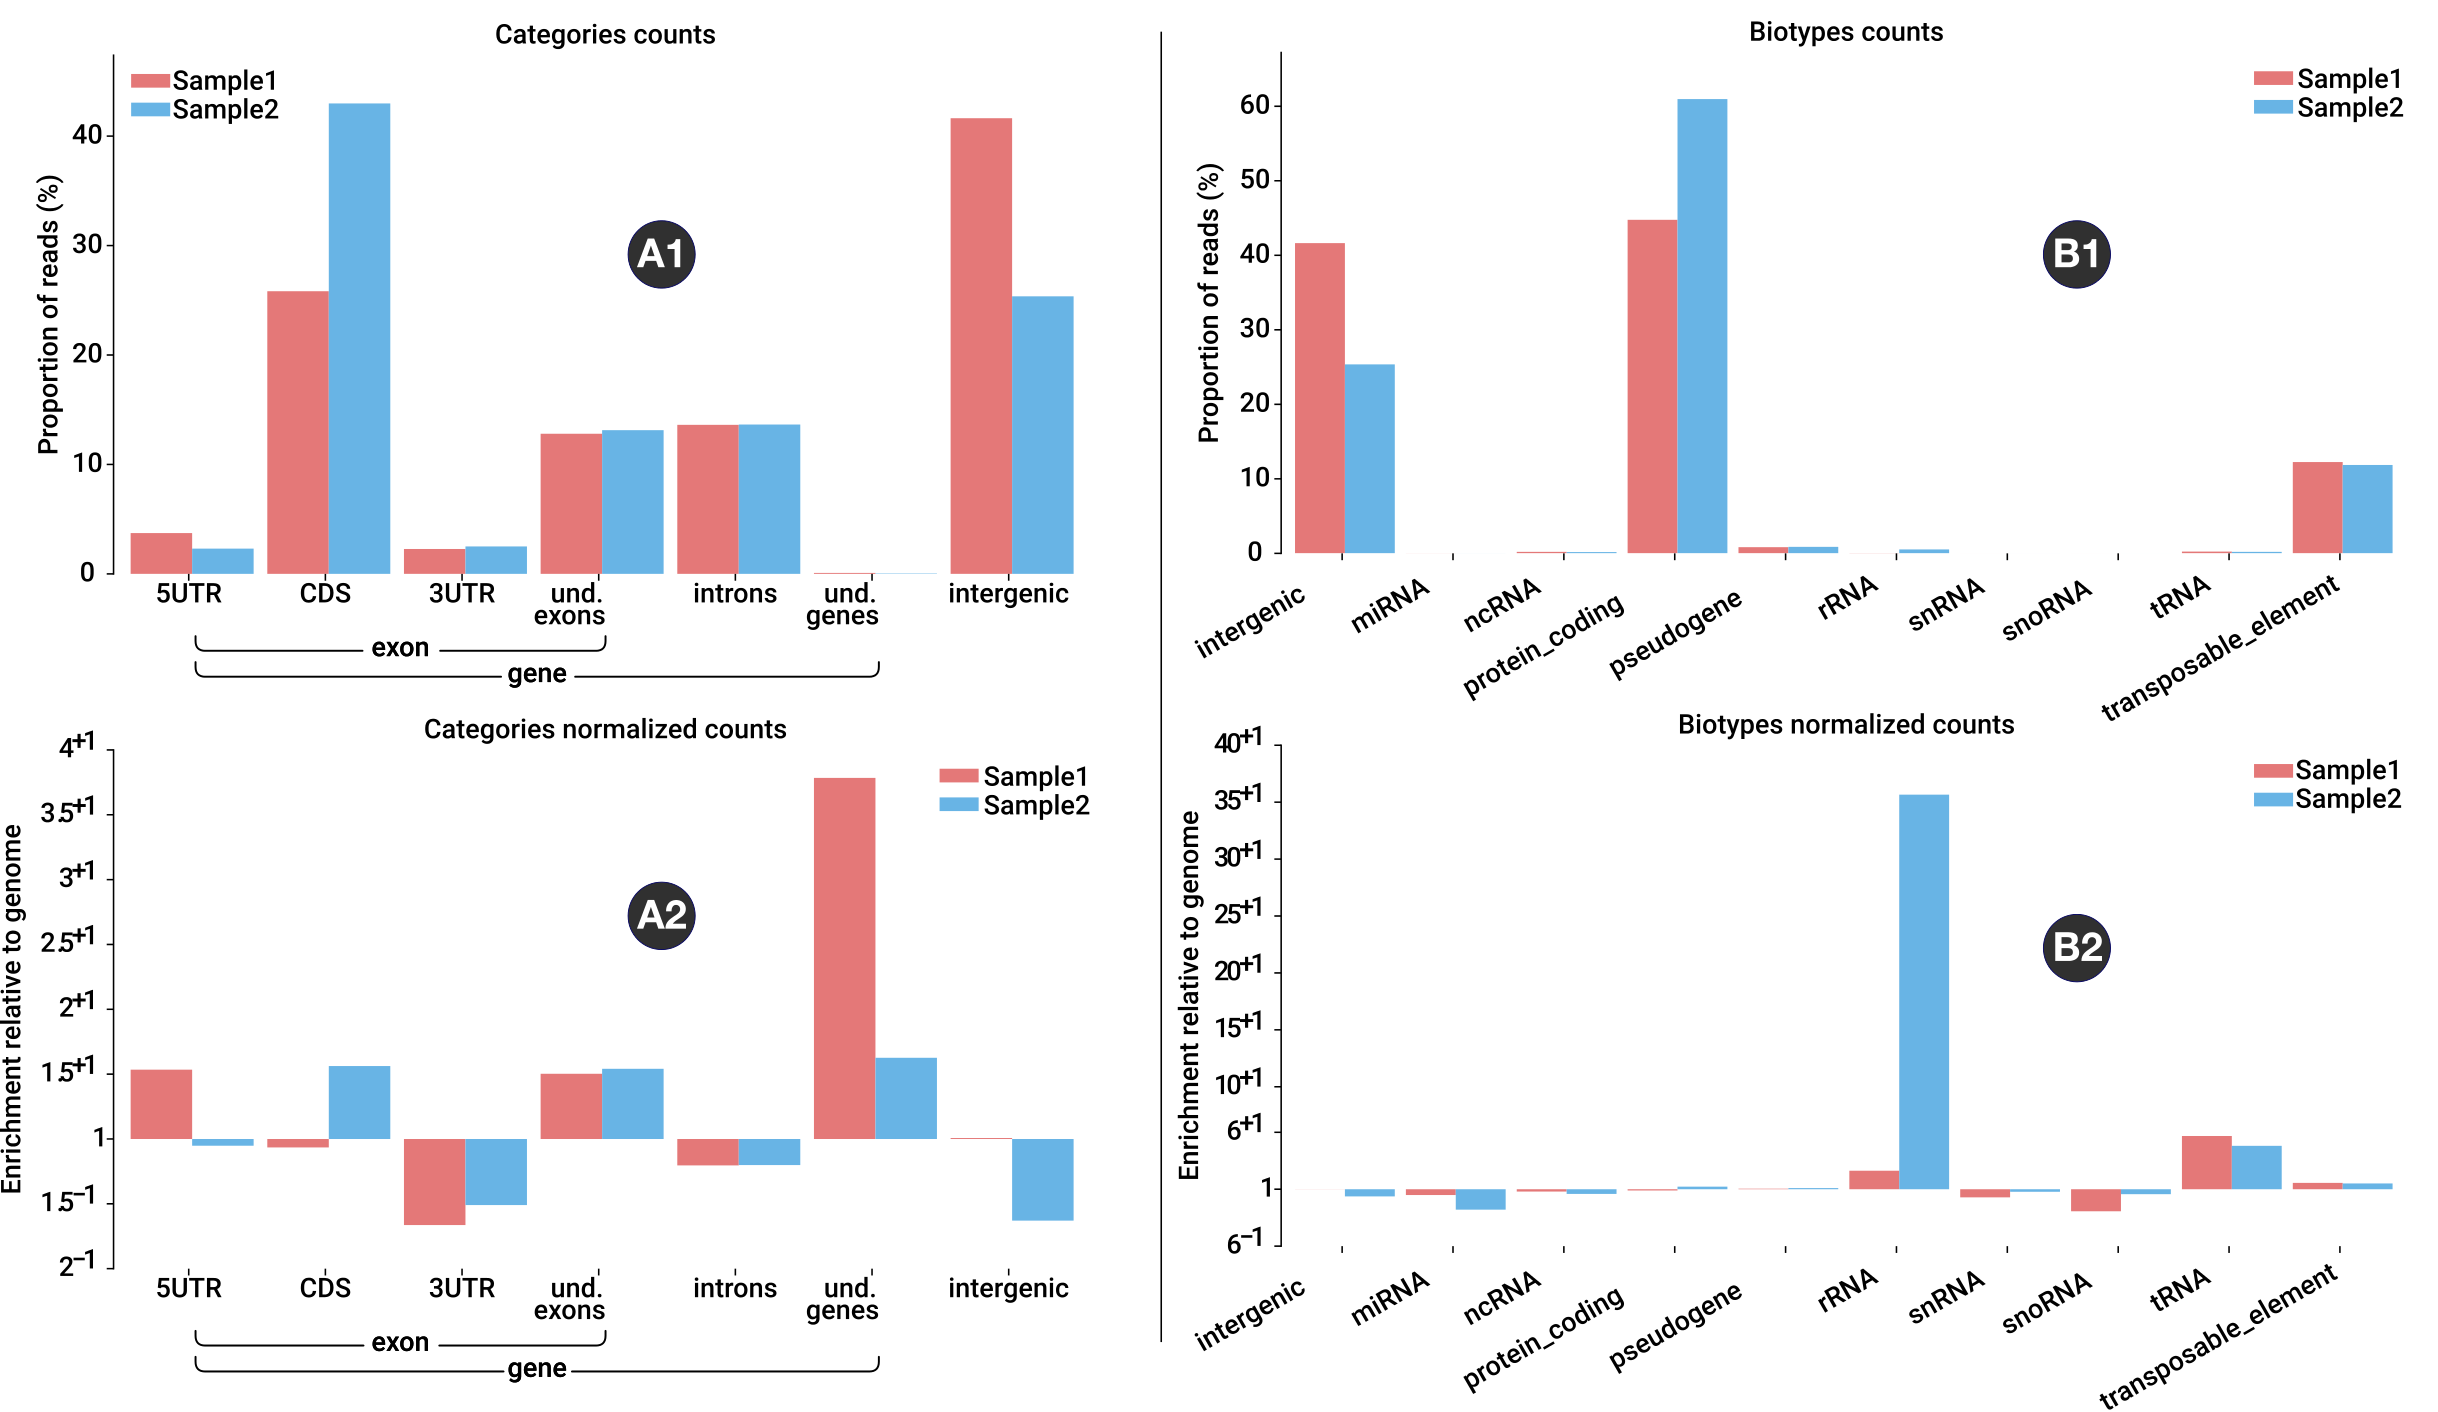 Categories counts
Sample1
Sample2
Proportion of reads (%)
40
30
20
10
0
A1
5UTR CDS 3UTR und. exons introns und. genes intergenic
exon
gene
Categories normalized counts
Sample1
Sample2
Enrichment relative to genome
4+1
3.5+1
3+1
2.5+1
2+1
1.5+1
1
1.5−1
2−1
A2
5UTR CDS 3UTR und. exons introns und. genes intergenic
exon
gene
Biotypes counts
Sample1
Sample2
Proportion of reads (%)
60
50
40
30
20
10
0
B1
intergenic miRNA ncRNA protein_coding pseudogene rRNA snRNA snoRNA tRNA transposable_element
Biotypes normalized counts
Sample1
Sample2
Enrichment relative to genome
40+1
35+1
30+1
25+1
20+1
15+1
10+1
6+1
1
6−1
B2
intergenic miRNA ncRNA protein_coding pseudogene rRNA snRNA snoRNA tRNA transposable_element